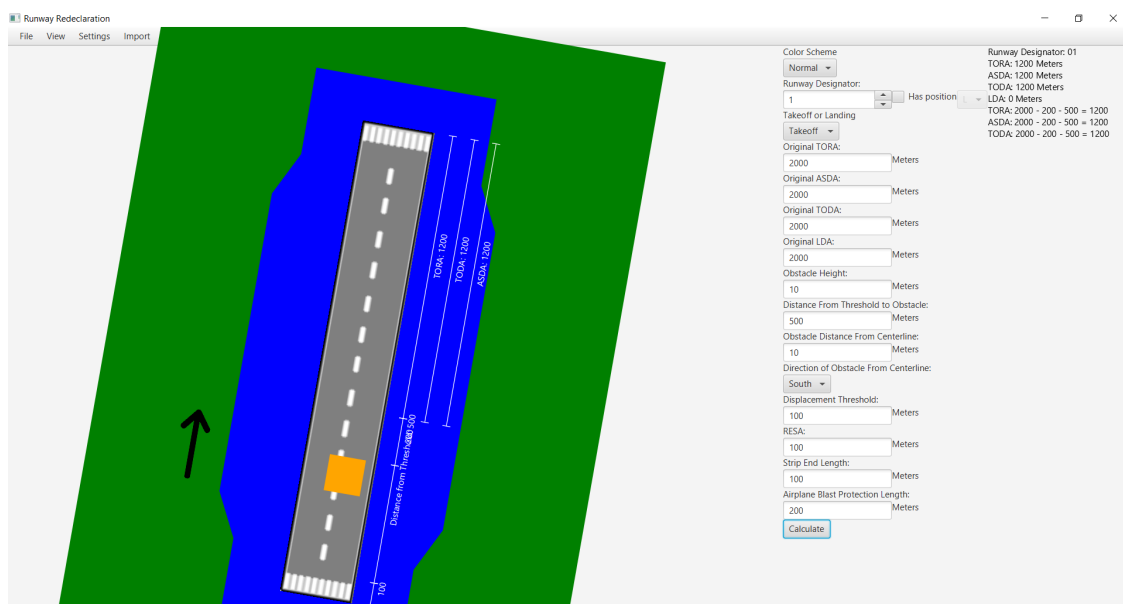 Runway Redeclaration
File View Settings Import
Color Scheme
Normal
Runway Designator:
1
Has position
Takeoff or Landing
Takeoff
Original TORA:
2000 Meters
Original ASDA:
2000 Meters
Original TODA:
2000 Meters
Original LDA:
2000 Meters
Obstacle Height:
10 Meters
Distance From Threshold to Obstacle:
500 Meters
Obstacle Distance From Centerline:
10 Meters
Direction of Obstacle From Centerline:
South
Displacement Threshold:
100 Meters
RESA:
100 Meters
Strip End Length:
100 Meters
Airplane Blast Protection Length:
200 Meters
Calculate
Runway Designator: 01
TORA: 1200 Meters
ASDA: 1200 Meters
TODA: 1200 Meters
LDA: 0 Meters
TORA: 2000 - 200 - 500 = 1200
ASDA: 2000 - 200 - 500 = 1200
TODA: 2000 - 200 - 500 = 1200
TORA: 1200
TODA: 1200
ASDA: 1200
Distance from Threshold 500
100